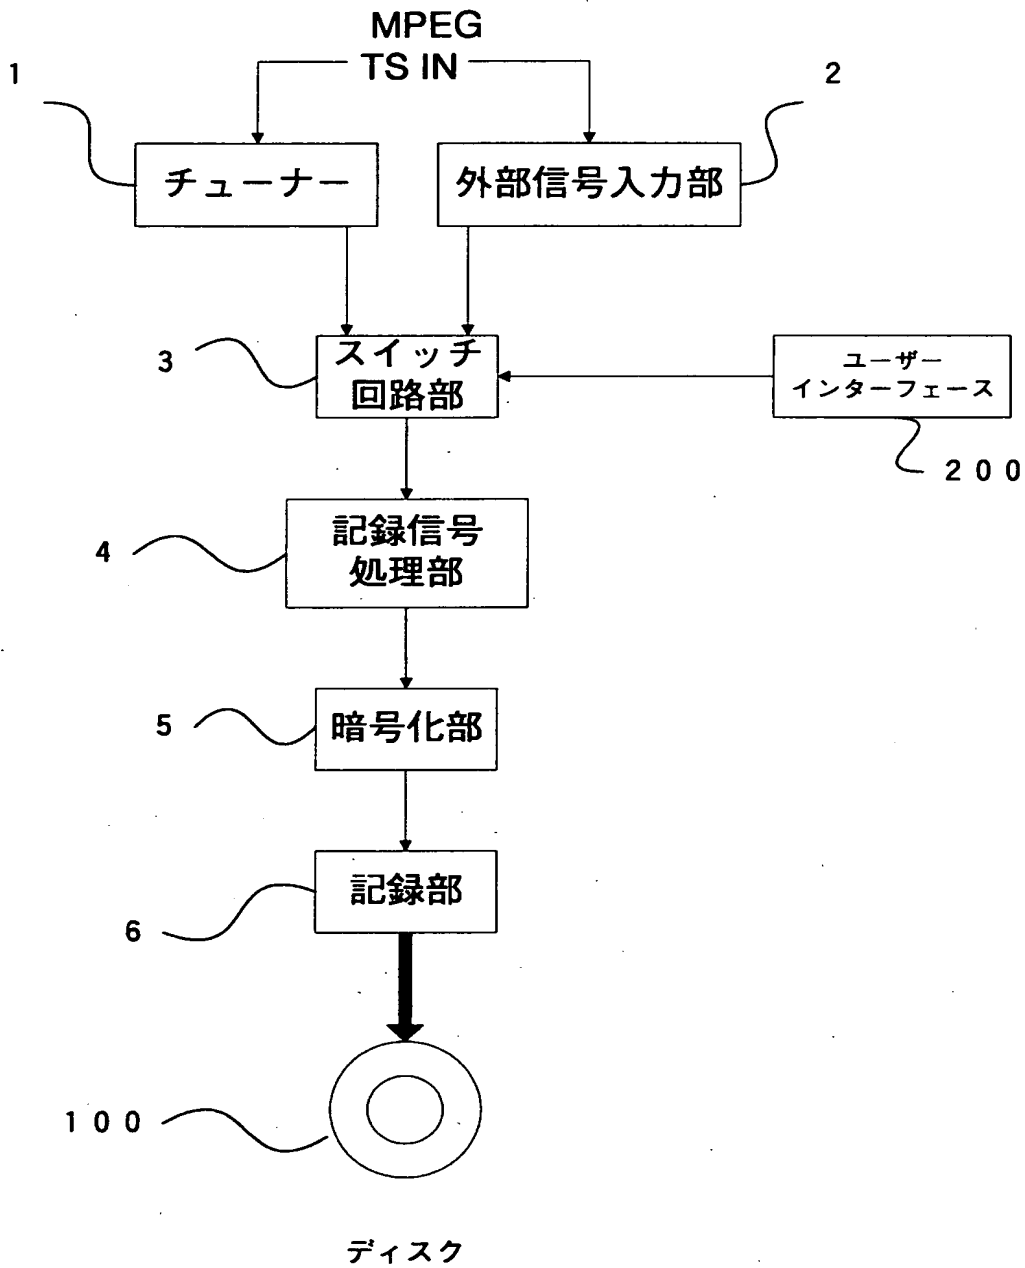 MPEG
TS IN
1
2
チューナー
外部信号入力部
3
スイッチ
回路部
ユーザー
インターフェース
200
4
記録信号
処理部
5
暗号化部
記録部
6
100
ディスク